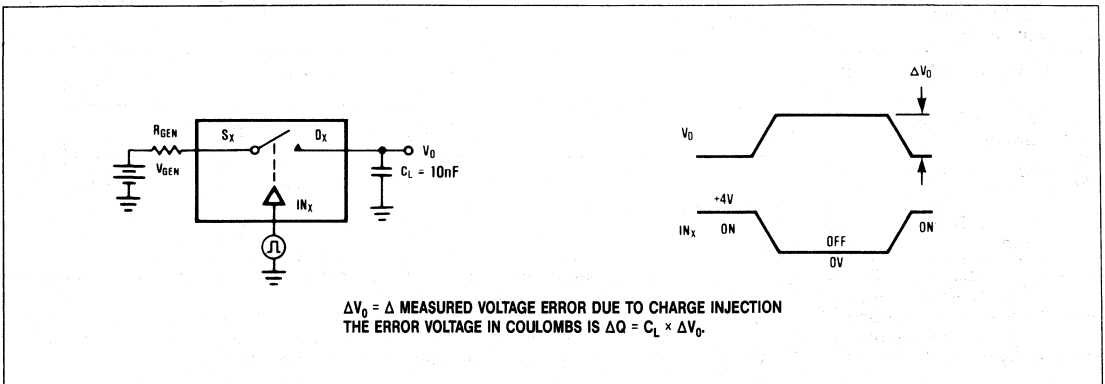 R_GEN
S_X
D_X
V_O
V_GEN
C_L = 10nF
IN_X
ΔV_O
V_O
+4V
IN_X
ON
OFF
ON
0V
ΔV_O = Δ MEASURED VOLTAGE ERROR DUE TO CHARGE INJECTION
THE ERROR VOLTAGE IN COULOMBS IS ΔQ = C_L × ΔV_O.